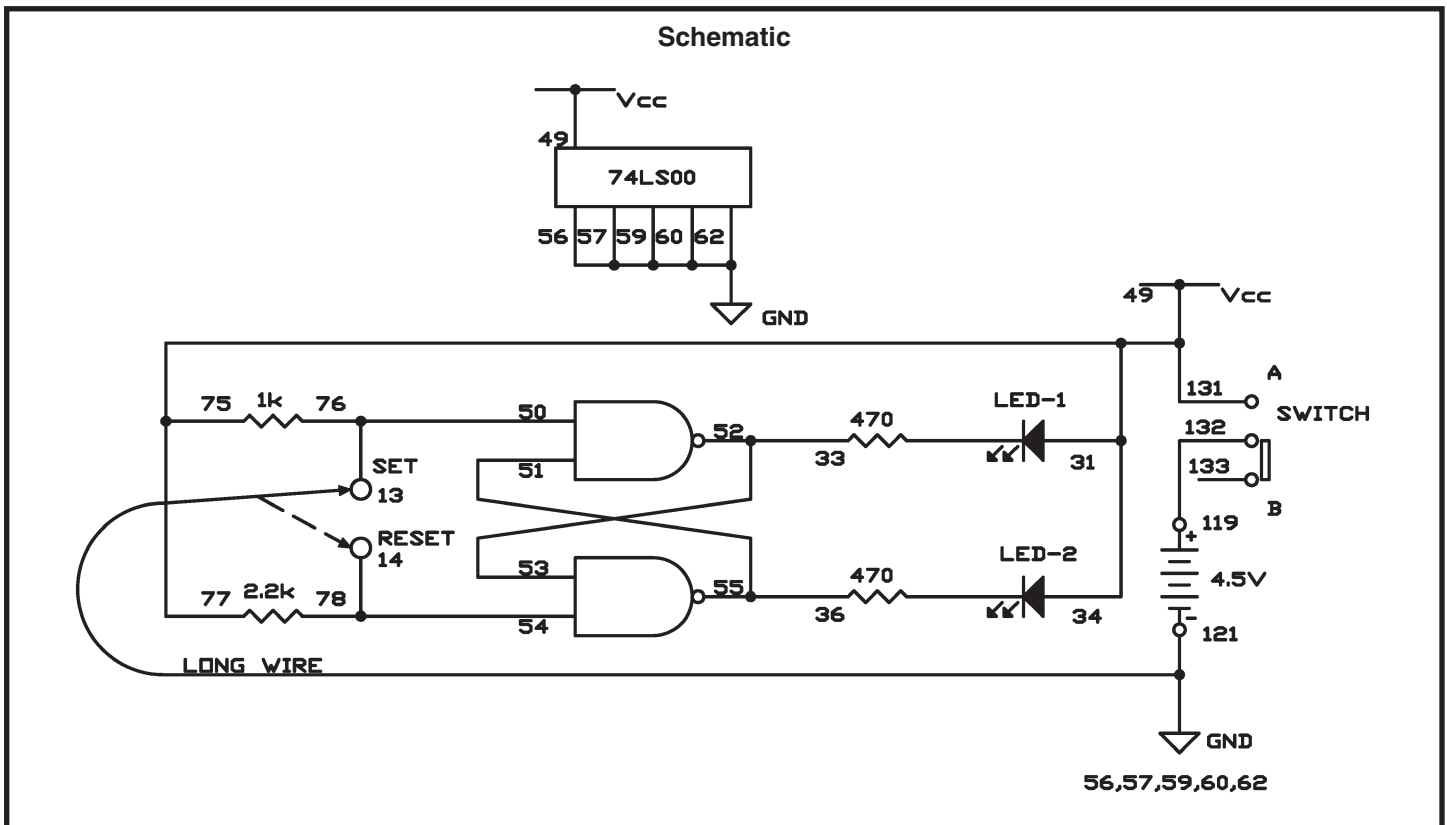 Schematic
Vcc
49
74LS00
56 57 59 60 62
GND
49 Vcc
A
131
SWITCH
132
133
B
75 1k 76
50
51
52
470
33
LED-1
31
SET
13
RESET
14
119
+
4.5V
-
121
77 2.2k 78
53
54
55
470
36
LED-2
34
LONG WIRE
GND
56,57,59,60,62